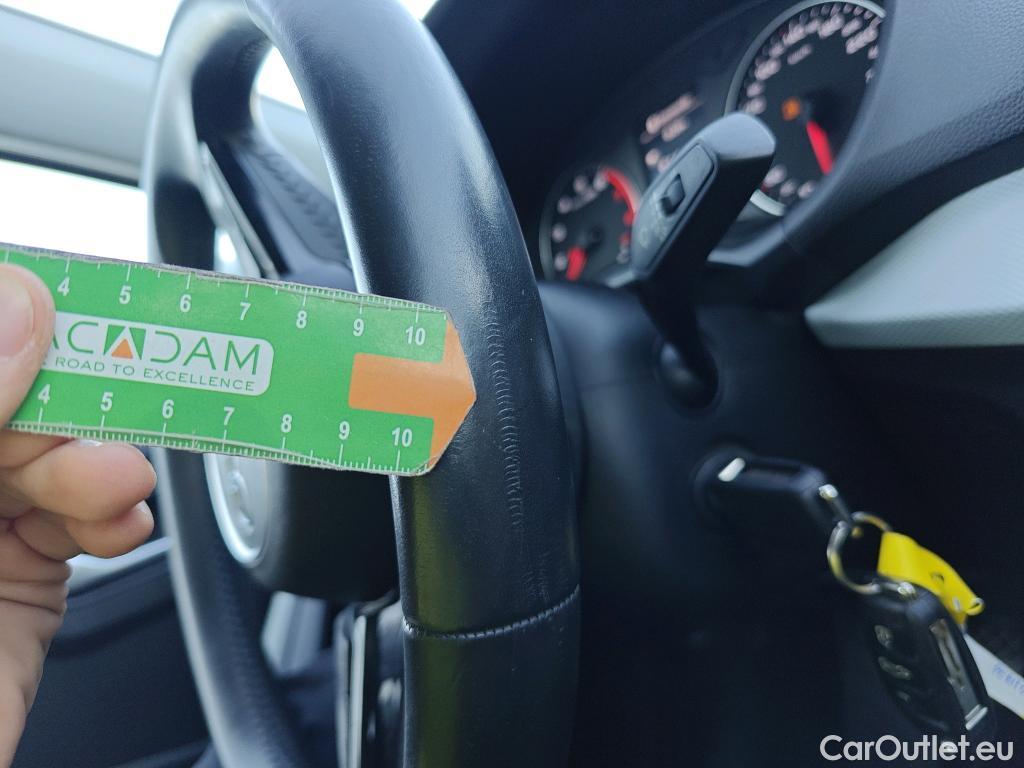 4 5 6 7 8 9 10
ACADAM
ROAD TO EXCELLENCE
4 5 6 7 8 9 10
CarOutlet.eu